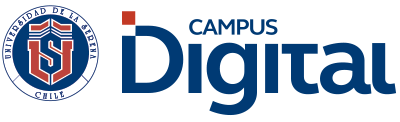 UNIVERSIDAD DE LA SERENA
CHILE
CAMPUS
Digital